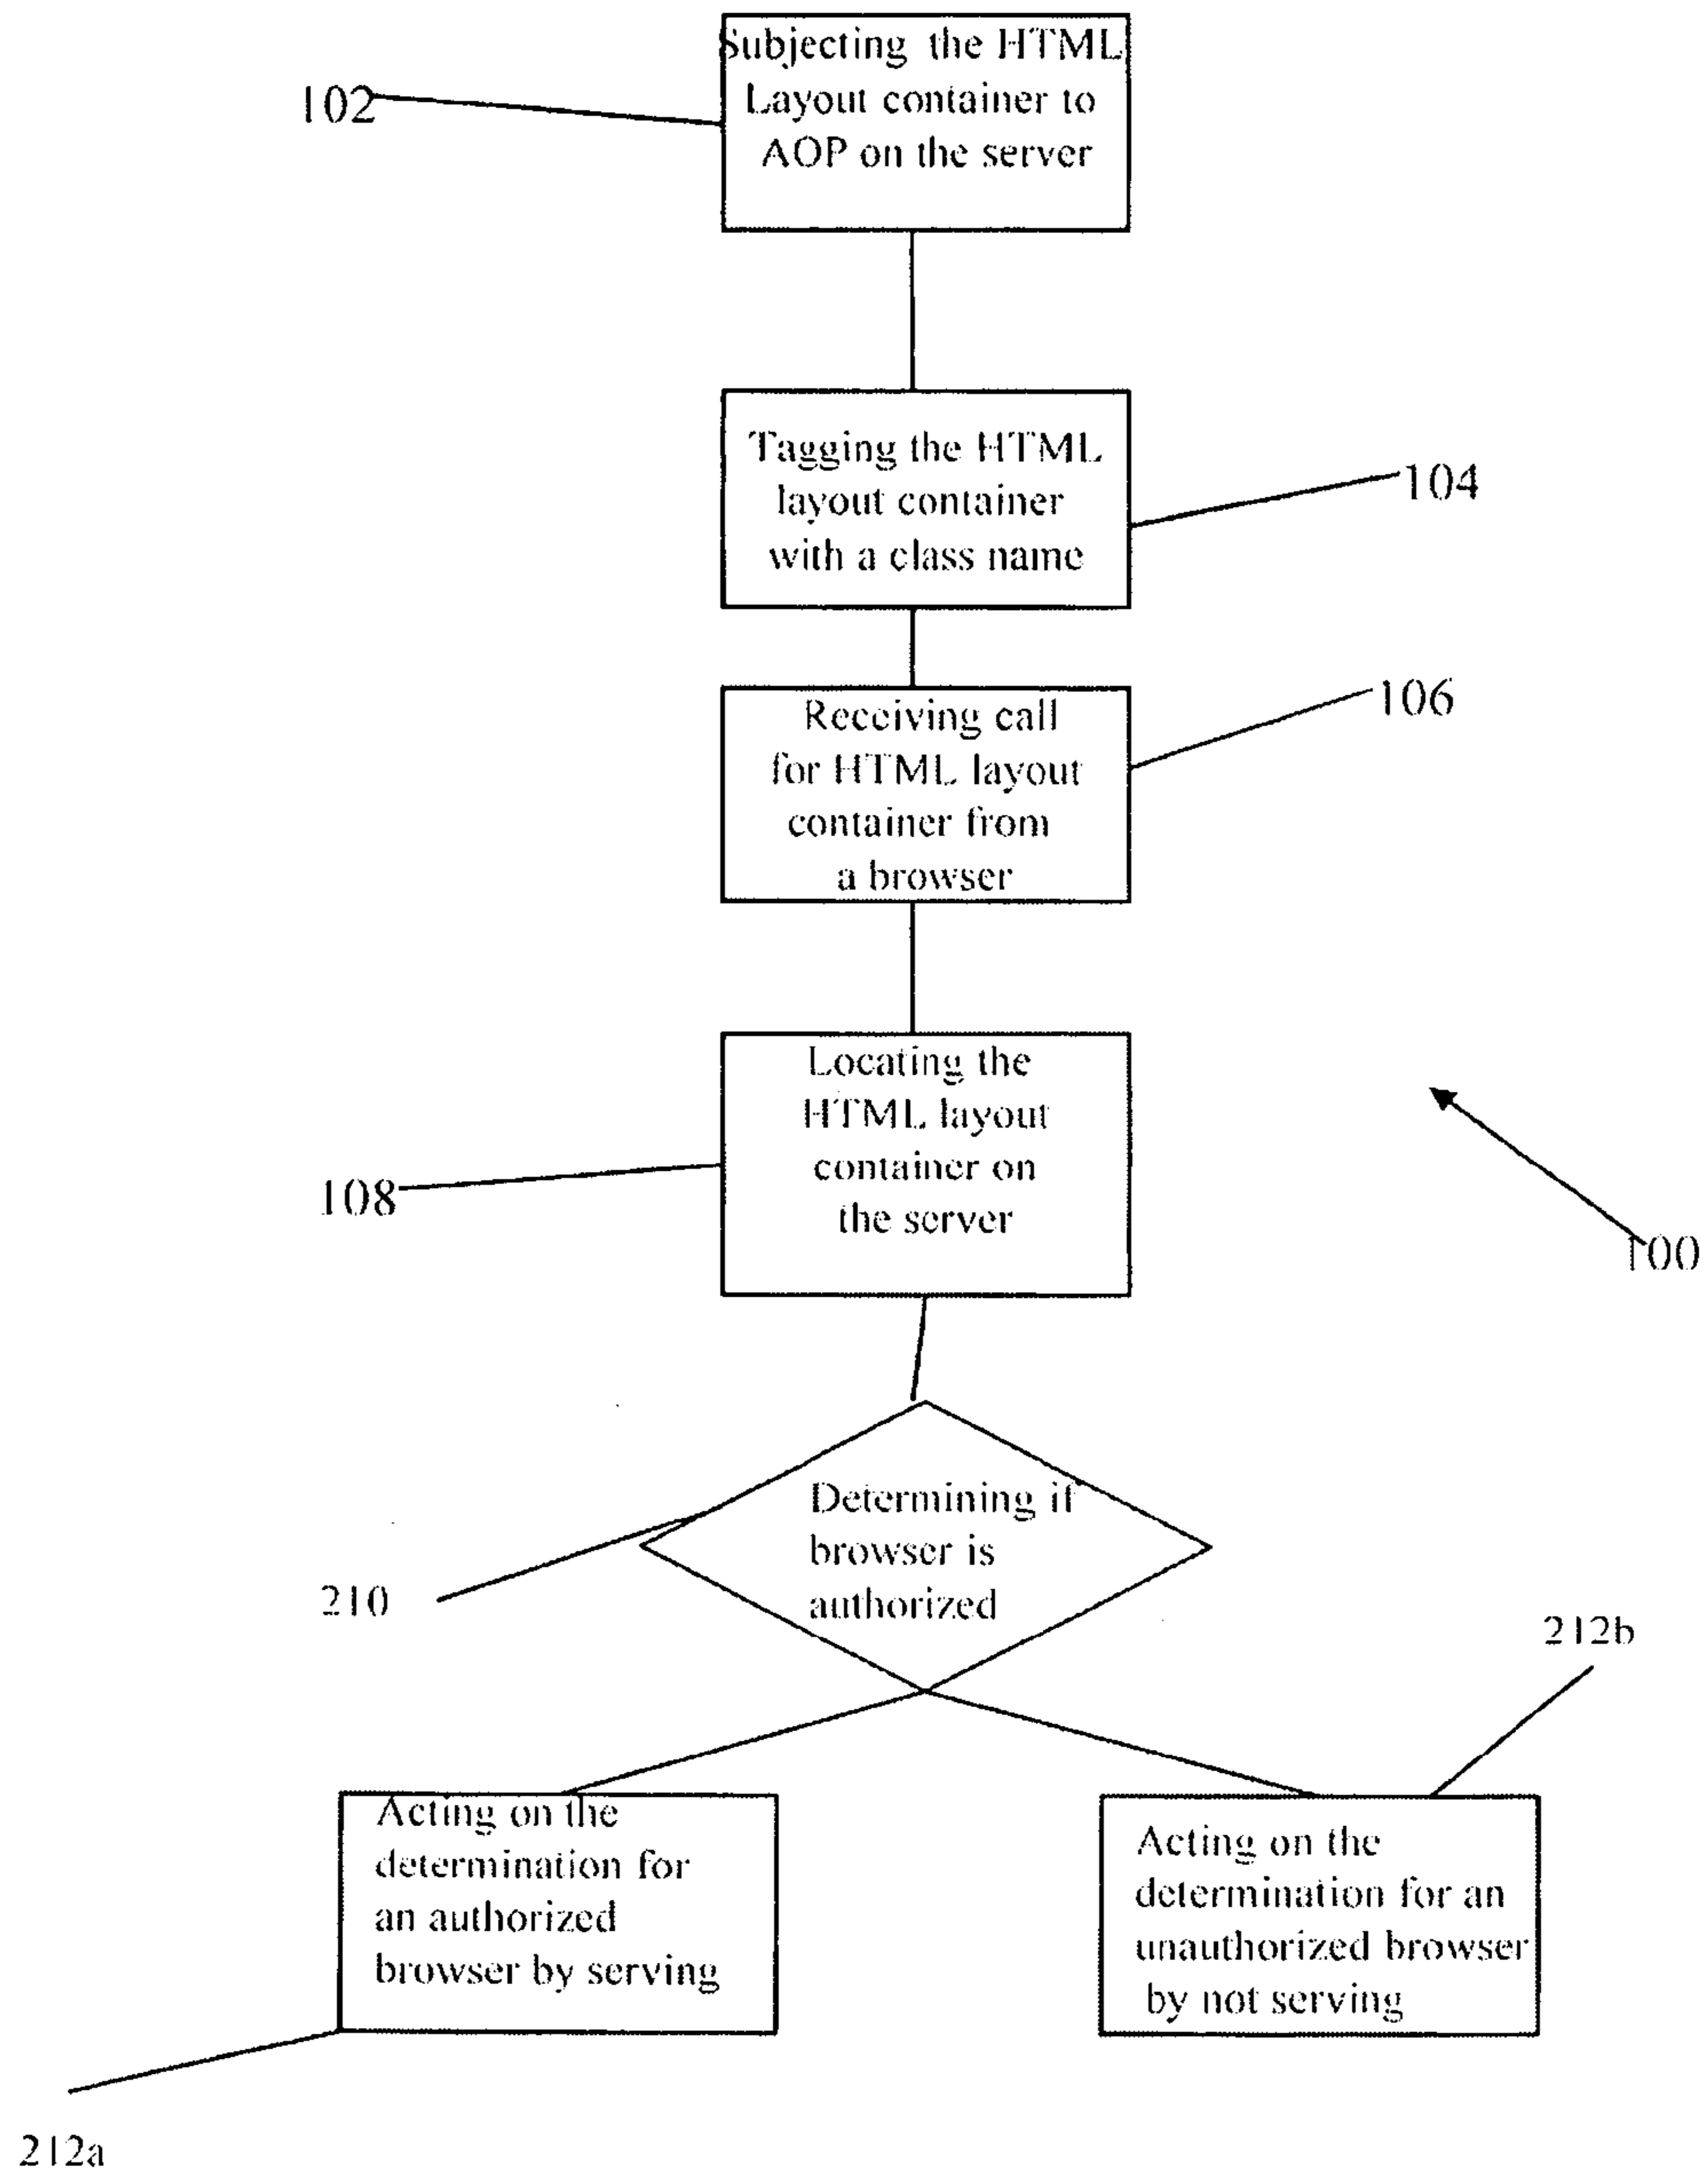 Subjecting the HTML
Layout container to
AOP on the server
102
Tagging the HTML
layout container
with a class name
104
Receiving call
for HTML layout
container from
a browser
106
Locating the
HTML layout
container on
the server
108
100
Determining if
browser is
authorized
210
212b
Acting on the
determination for
an authorized
browser by serving
Acting on the
determination for an
unauthorized browser
by not serving
212a